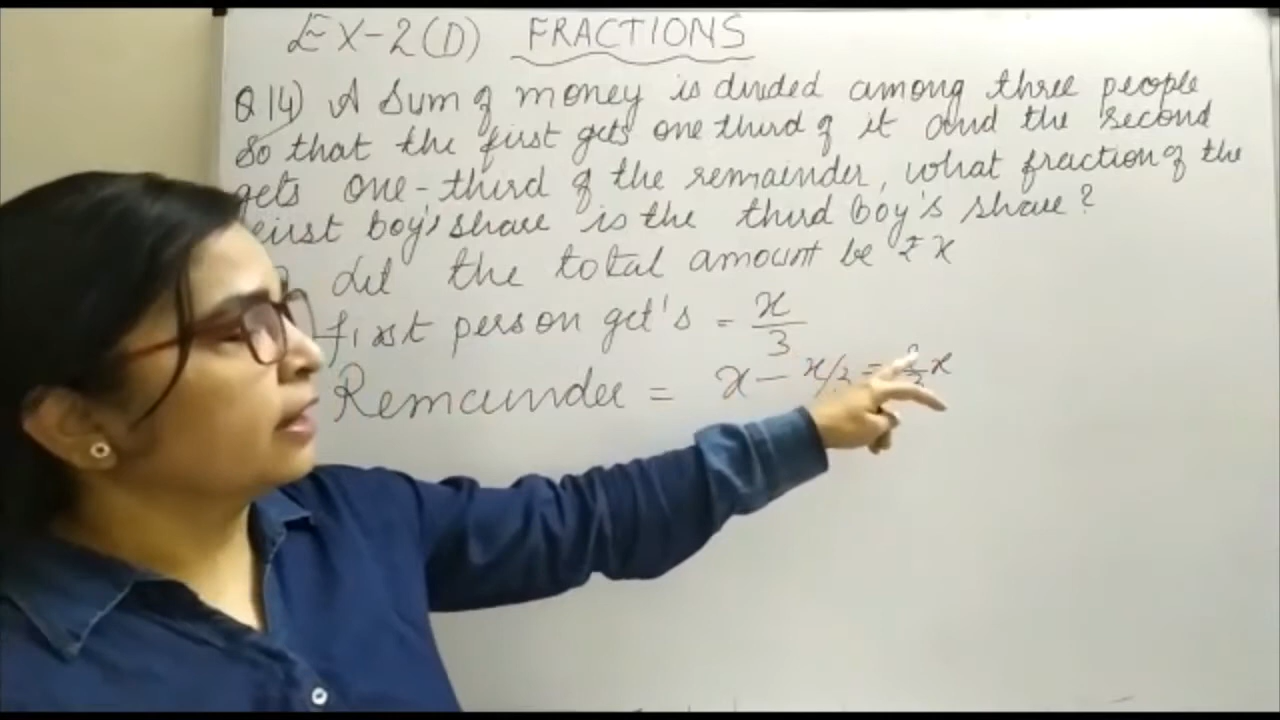 EX-2(D) FRACTIONS
Q 14) A Sum of money is divided among three people
So that the first gets one third of it and the second
gets one-third of the remainder, what fraction of the
first boy's share is the third boy's share?
Let the total amount be ₹ x
first person get's = x/3
Remainder = x - x/3 =